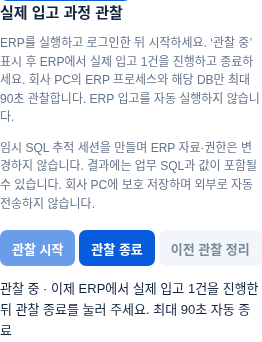 실제 입고 과정 관찰
ERP를 실행하고 로그인한 뒤 시작하세요. ‘관찰 중’
표시 후 ERP에서 실제 입고 1건을 진행하고 종료하
세요. 회사 PC의 ERP 프로세스와 해당 DB만 최대
90초 관찰합니다. ERP 입고를 자동 실행하지 않습니
다.
임시 SQL 추적 세션을 만들며 ERP 자료·권한은 변
경하지 않습니다. 결과에는 업무 SQL과 값이 포함될
수 있습니다. 회사 PC에 보호 저장하며 외부로 자동
전송하지 않습니다.
관찰 시작 관찰 종료 이전 관찰 정리
관찰 중 · 이제 ERP에서 실제 입고 1건을 진행한
뒤 관찰 종료를 눌러 주세요. 최대 90초 자동 종
료